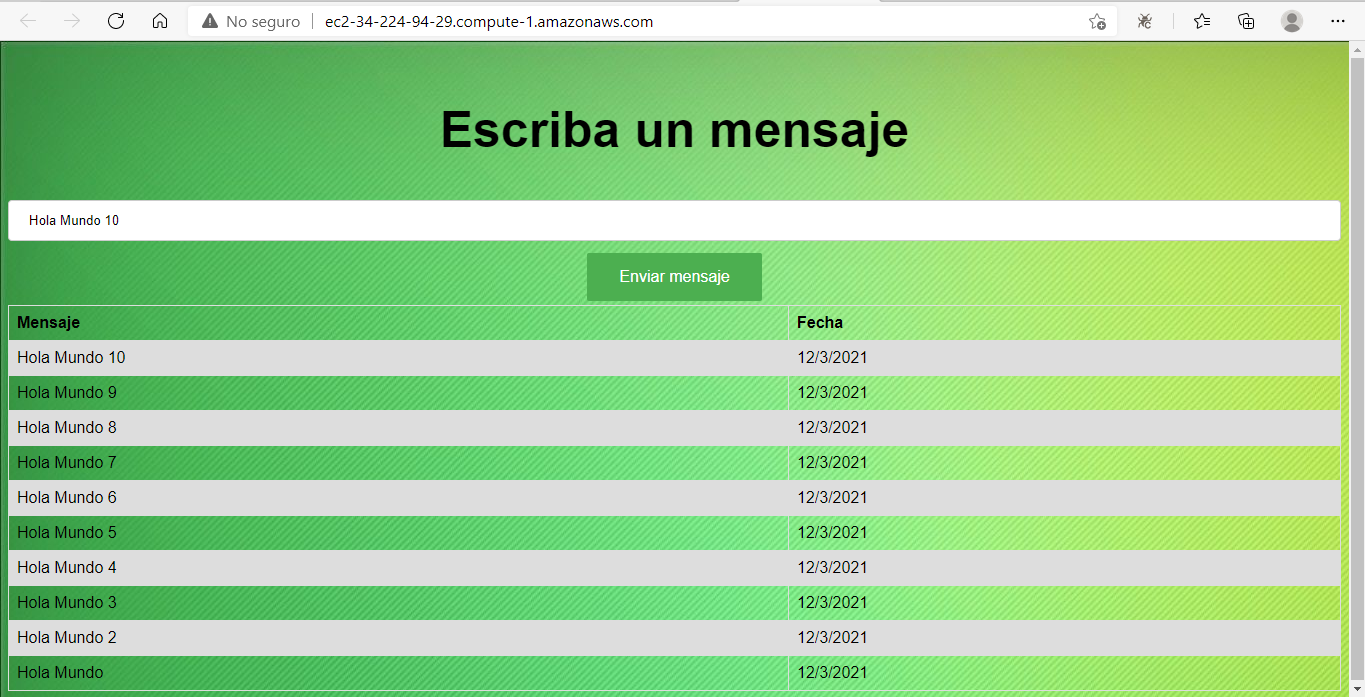 No seguro ec2-34-224-94-29.compute-1.amazonaws.com
Escriba un mensaje
Hola Mundo 10
Enviar mensaje
Mensaje Fecha
Hola Mundo 10 12/3/2021
Hola Mundo 9 12/3/2021
Hola Mundo 8 12/3/2021
Hola Mundo 7 12/3/2021
Hola Mundo 6 12/3/2021
Hola Mundo 5 12/3/2021
Hola Mundo 4 12/3/2021
Hola Mundo 3 12/3/2021
Hola Mundo 2 12/3/2021
Hola Mundo 12/3/2021